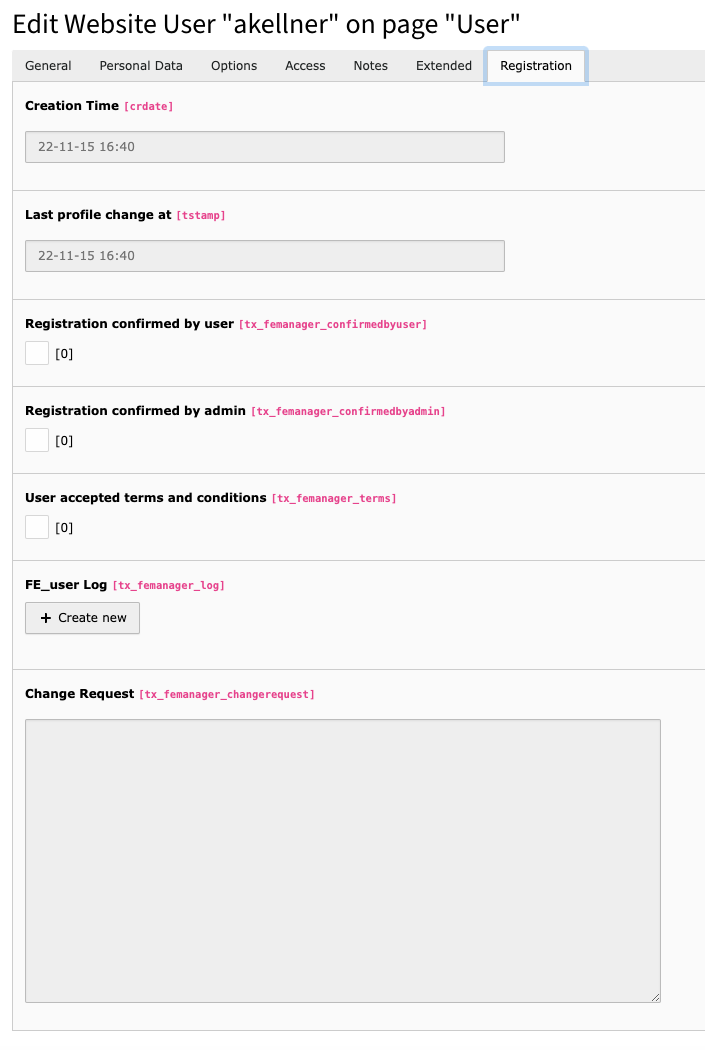 Edit Website User "akellner" on page "User"
General Personal Data Options Access Notes Extended Registration
Creation Time [crdate]
22-11-15 16:40
Last profile change at [tstamp]
22-11-15 16:40
Registration confirmed by user [tx_femanager_confirmedbyuser]
[0]
Registration confirmed by admin [tx_femanager_confirmedbyadmin]
[0]
User accepted terms and conditions [tx_femanager_terms]
[0]
FE_user Log [tx_femanager_log]
+ Create new
Change Request [tx_femanager_changerequest]